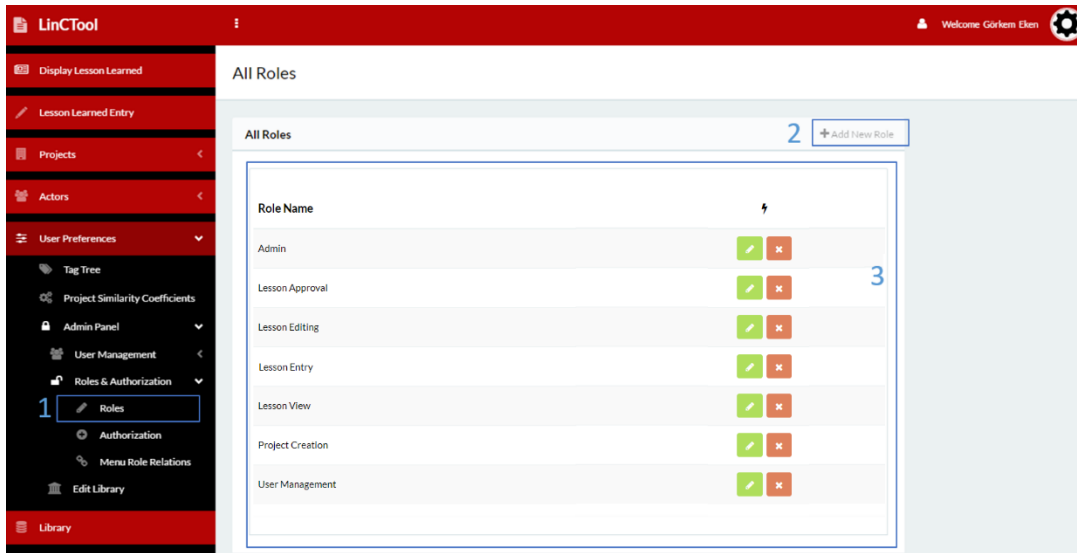 LinCTool
Welcome Görkem Eken
Display Lesson Learned
Lesson Learned Entry
Projects
Actors
User Preferences
Tag Tree
Project Similarity Coefficients
Admin Panel
User Management
Roles & Authorization
1 Roles
Authorization
Menu Role Relations
Edit Library
Library
All Roles
All Roles
2 +Add New Role
Role Name
Admin
3
Lesson Approval
Lesson Editing
Lesson Entry
Lesson View
Project Creation
User Management